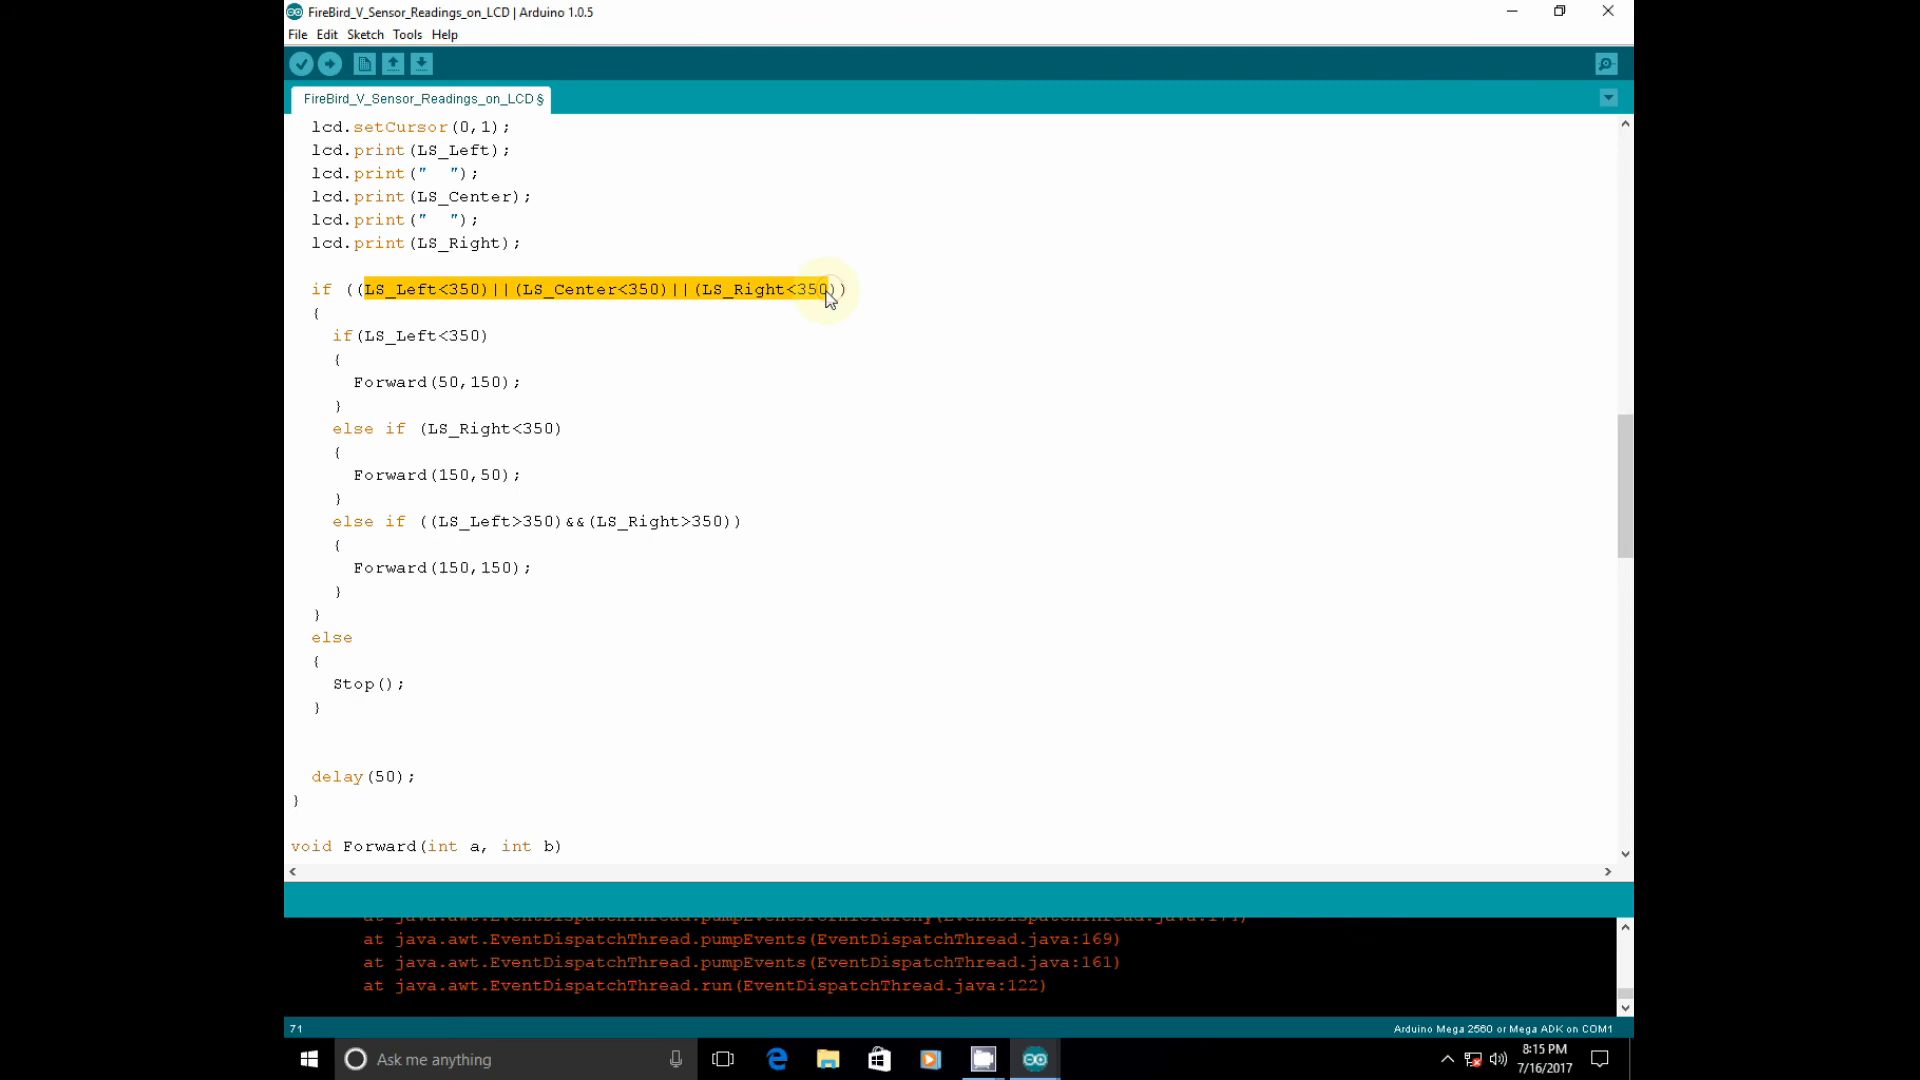 FireBird_V_Sensor_Readings_on_LCD | Arduino 1.0.5
File Edit Sketch Tools Help
FireBird_V_Sensor_Readings_on_LCD §
lcd.setCursor(0,1);
lcd.print(LS_Left);
lcd.print("  ");
lcd.print(LS_Center);
lcd.print("  ");
lcd.print(LS_Right);
if ((LS_Left<350)||(LS_Center<350)||(LS_Right<350))
{
if(LS_Left<350)
{
Forward(50,150);
}
else if (LS_Right<350)
{
Forward(150,50);
}
else if ((LS_Left>350)&&(LS_Right>350))
{
Forward(150,150);
}
}
else
{
Stop();
}
delay(50);
}
void Forward(int a, int b)
at java.awt.EventDispatchThread.pumpEvents(EventDispatchThread.java:169)
at java.awt.EventDispatchThread.pumpEvents(EventDispatchThread.java:161)
at java.awt.EventDispatchThread.run(EventDispatchThread.java:122)
71
Arduino Mega 2560 or Mega ADK on COM1
Ask me anything
8:15 PM
7/16/2017